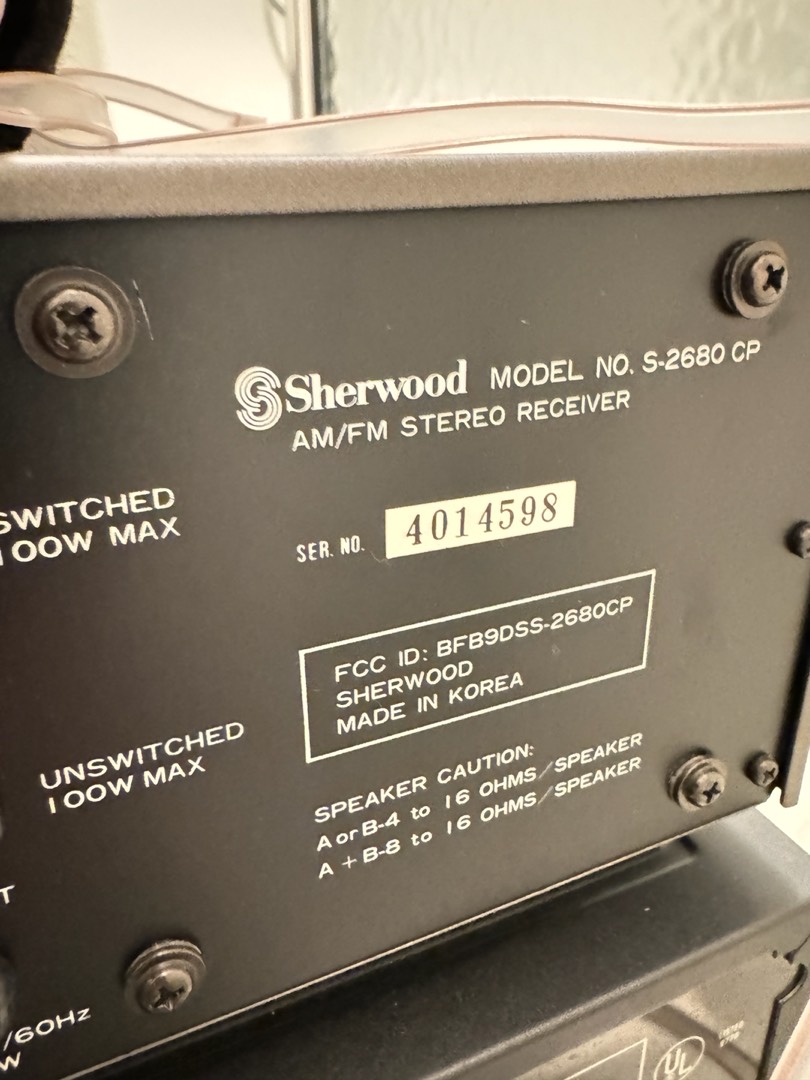 Sherwood MODEL NO. S-2680 CP
AM/FM STEREO RECEIVER
SWITCHED
100W MAX
SER. NO. 4014598
FCC ID: BFB9DSS-2680CP
SHERWOOD
MADE IN KOREA
UNSWITCHED
100W MAX
SPEAKER CAUTION:
A or B-4 to 16 OHMS/SPEAKER
A + B-8 to 16 OHMS/SPEAKER
T
/60Hz
W
UL